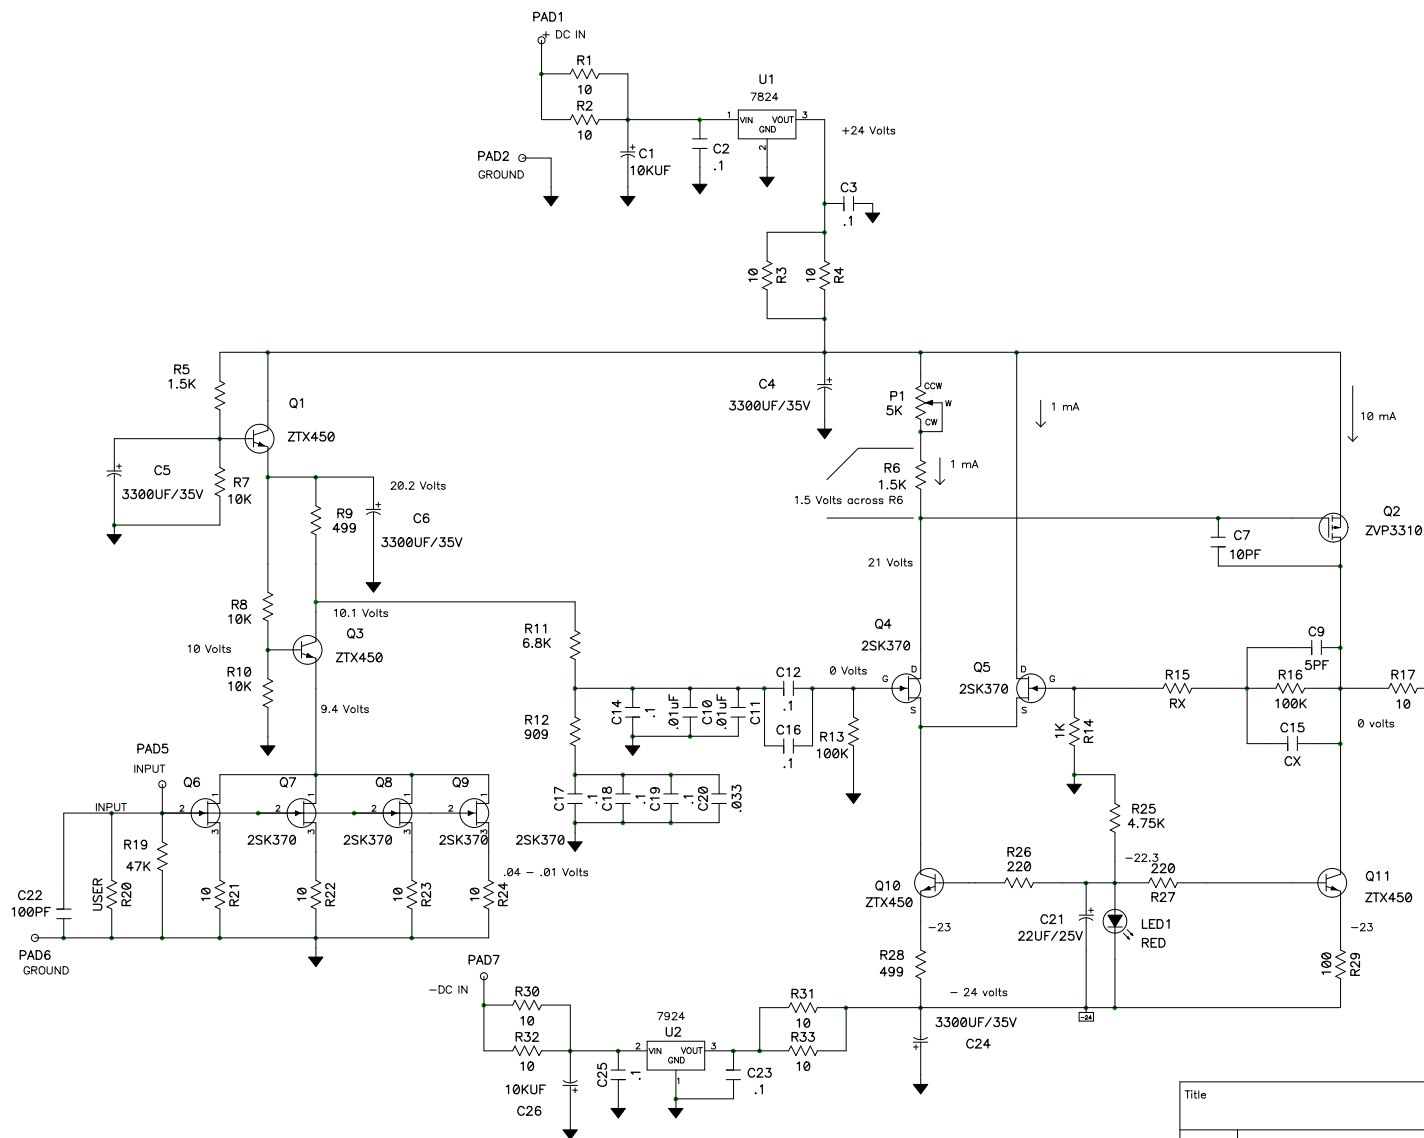 PAD1
+ DC IN
R1
10
R2
10
U1
7824
1 VIN VOUT 3
GND
2
+24 Volts
PAD2
GROUND
+
C1
10KUF
C2
.1
C3
.1
10
R3
10
R4
R5
1.5K
Q1
ZTX450
C4
3300UF/35V
+
P1
5K
CCW
W
CW
1 mA
10 mA
+
C5
3300UF/35V
R7
10K
20.2 Volts
R9
499
+
C6
3300UF/35V
R6
1.5K
1 mA
1.5 Volts across R6
Q2
ZVP3310
C7
10PF
21 Volts
R8
10K
10.1 Volts
Q3
ZTX450
10 Volts
R10
10K
9.4 Volts
R11
6.8K
Q4
2SK370
0 Volts
C12
.1
G
D
S
Q5
2SK370
D
G
S
R15
RX
C9
5PF
R16
100K
R17
10
C15
CX
0 volts
R12
909
C14
.1
.01uF
C10
.01uF
C11
C16
.1
R13
100K
1K
R14
PAD5
INPUT
INPUT
Q6
2
1
3
Q7
2
1
3
2SK370
Q8
2
1
3
2SK370
Q9
2
1
3
2SK370
2SK370
C17
.1
C18
.1
C19
.1
C20
.033
R19
47K
USER
R20
C22
100PF
10
R21
10
R22
10
R23
10
R24
.04 – .01 Volts
R25
4.75K
R26
220
–22.3
220
R27
Q10
ZTX450
Q11
ZTX450
+
C21
22UF/25V
LED1
RED
–23
–23
R28
499
100
R29
PAD6
GROUND
PAD7
–DC IN
R30
10
R32
10
7924
U2
2 VIN VOUT 3
GND
1
R31
10
R33
10
– 24 volts
-24
3300UF/35V
+
C24
10KUF
+
C26
C25
.1
C23
.1
Title